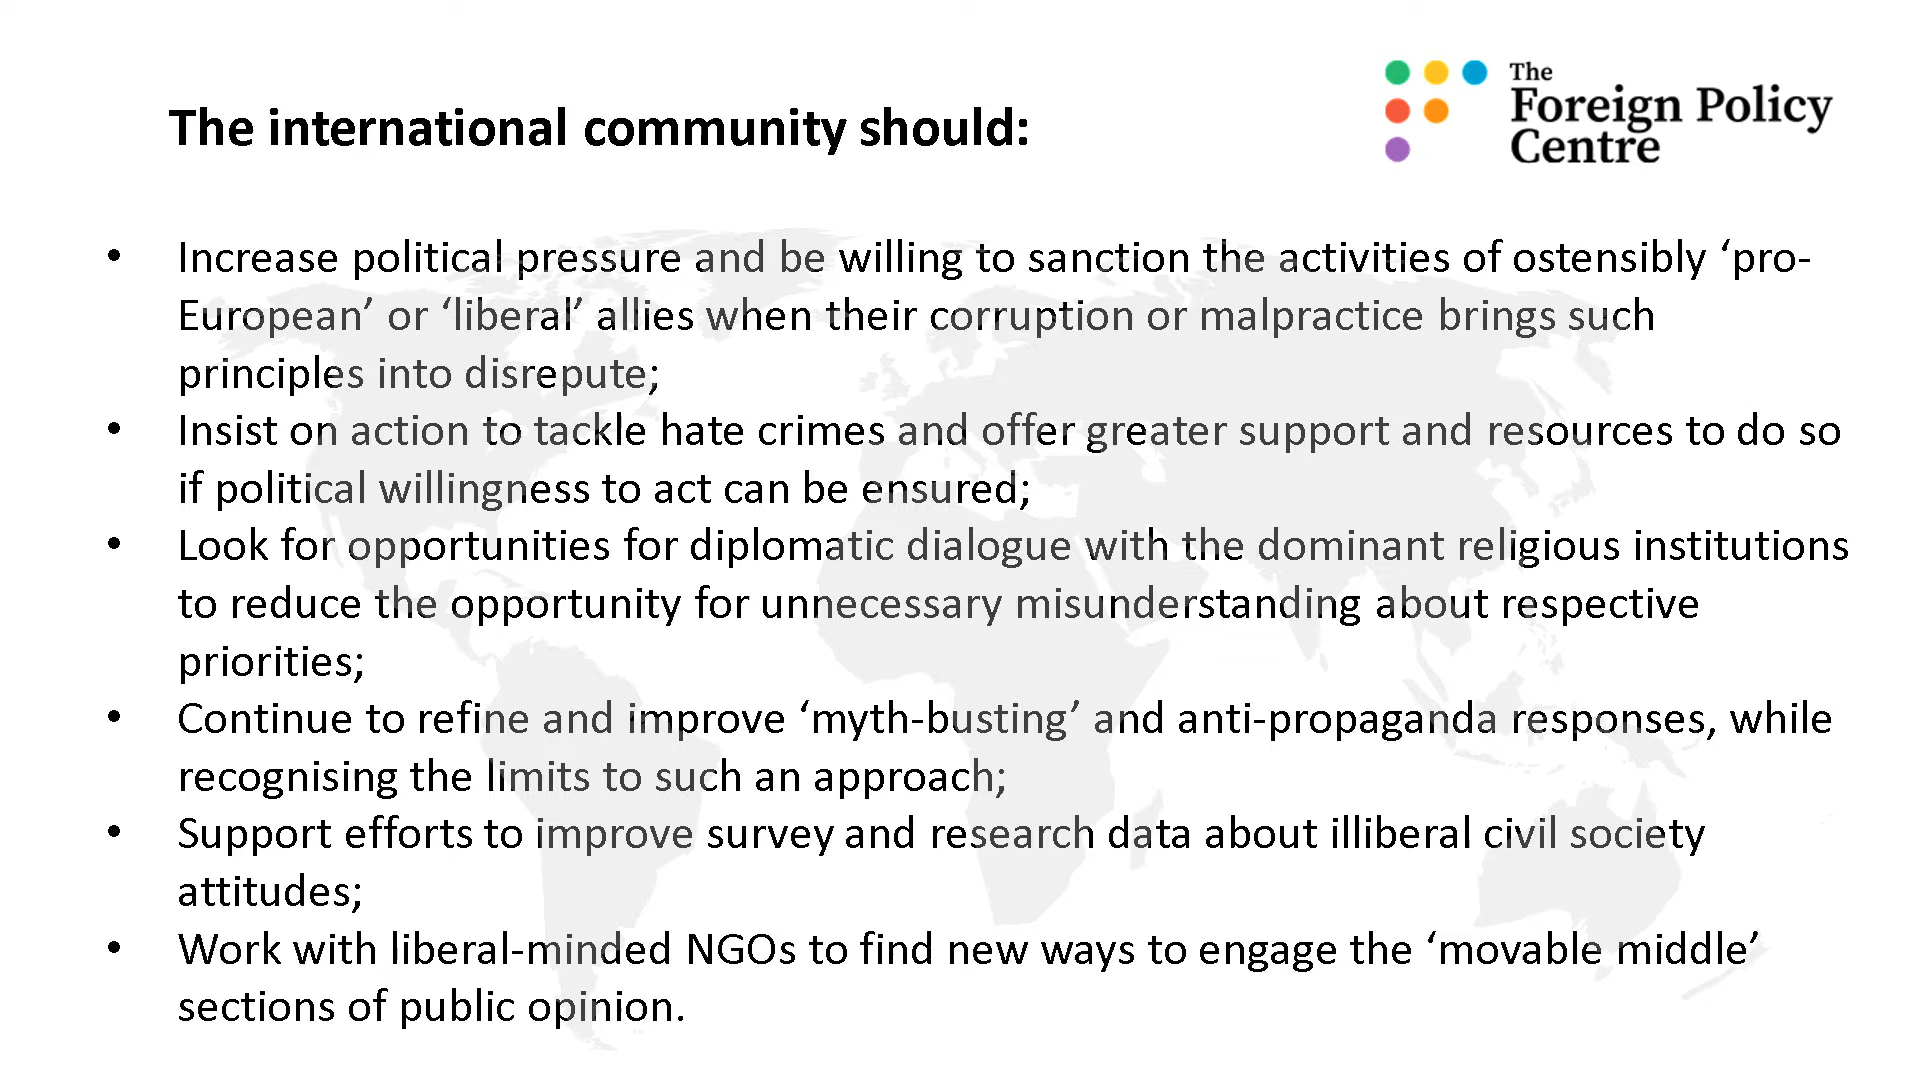 The international community should:
The
Foreign Policy
Centre
• Increase political pressure and be willing to sanction the activities of ostensibly ‘pro-
European’ or ‘liberal’ allies when their corruption or malpractice brings such
principles into disrepute;
• Insist on action to tackle hate crimes and offer greater support and resources to do so
if political willingness to act can be ensured;
• Look for opportunities for diplomatic dialogue with the dominant religious institutions
to reduce the opportunity for unnecessary misunderstanding about respective
priorities;
• Continue to refine and improve ‘myth-busting’ and anti-propaganda responses, while
recognising the limits to such an approach;
• Support efforts to improve survey and research data about illiberal civil society
attitudes;
• Work with liberal-minded NGOs to find new ways to engage the ‘movable middle’
sections of public opinion.